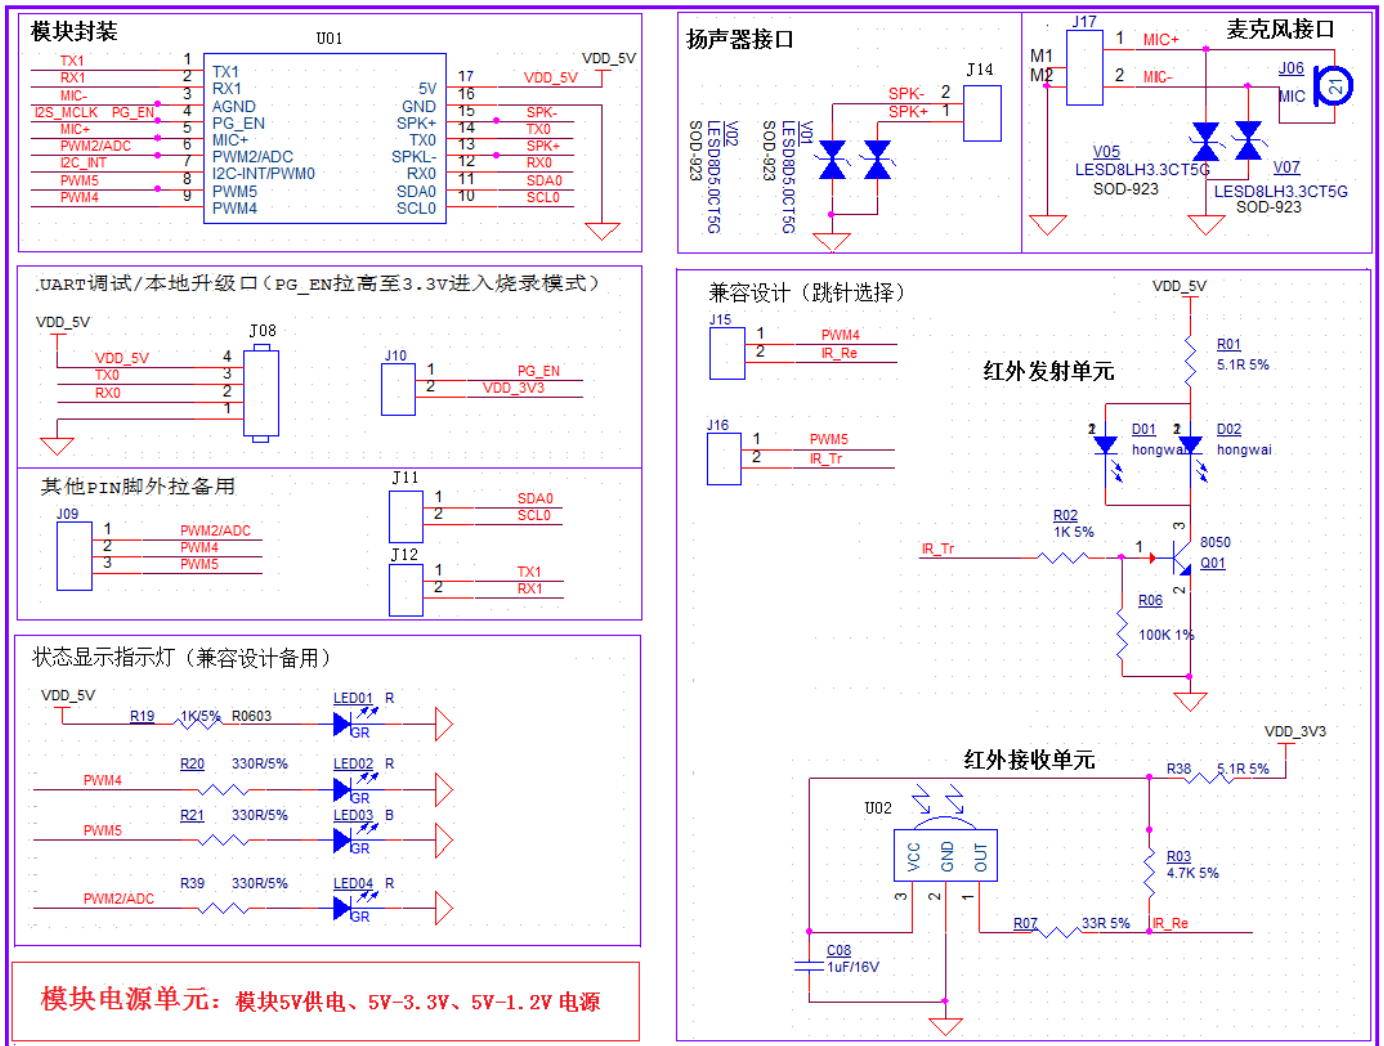 模块封装
U01
TX1
RX1
MIC-
I2S_MCLK PG_EN
MIC+
PWM2/ADC
I2C_INT
PWM5
PWM4
1
2
3
4
5
6
7
8
9
TX1
RX1
AGND
PG_EN
MIC+
PWM2/ADC
I2C-INT/PWM0
PWM5
PWM4
5V
GND
SPK+
TX0
SPKL-
RX0
SDA0
SCL0
17
16
15
14
13
12
11
10
VDD_5V
VDD_5V
SPK-
TX0
SPK+
RX0
SDA0
SCL0
扬声器接口
J14
SPK- 2
SPK+ 1
V02
LESD8D5.0CT5G
SOD-923
V01
LESD8D5.0CT5G
SOD-923
麦克风接口
J17
1 MIC+
2 MIC-
M1
M2
J06
MIC
21
V05
LESD8LH3.3CT5G
SOD-923
V07
LESD8LH3.3CT5G
SOD-923
UART调试/本地升级口（PG_EN拉高至3.3V进入烧录模式）
VDD_5V
J08
VDD_5V 4
TX0 3
RX0 2
1
J10
1 PG_EN
2 VDD_3V3
其他PIN脚外拉备用
J09
1 PWM2/ADC
2 PWM4
3 PWM5
J11
1 SDA0
2 SCL0
J12
1 TX1
2 RX1
状态显示指示灯（兼容设计备用）
VDD_5V
R19 1K/5% R0603 LED01 R
GR
PWM4 R20 330R/5% LED02 R
GR
PWM5 R21 330R/5% LED03 B
GR
PWM2/ADC R39 330R/5% LED04 R
GR
模块电源单元：模块5V供电、5V-3.3V、5V-1.2V 电源
兼容设计（跳针选择）
J15
1 PWM4
2 IR_Re
J16
1 PWM5
2 IR_Tr
红外发射单元
VDD_5V
R01
5.1R 5%
D01
hongwai
D02
hongwai
R02
1K 5%
IR_Tr
1
3
2
8050
Q01
R06
100K 1%
红外接收单元
VDD_3V3
R38 5.1R 5%
U02
VCC
GND
OUT
3
2
1
R03
4.7K 5%
R07 33R 5% IR_Re
C08
1uF/16V